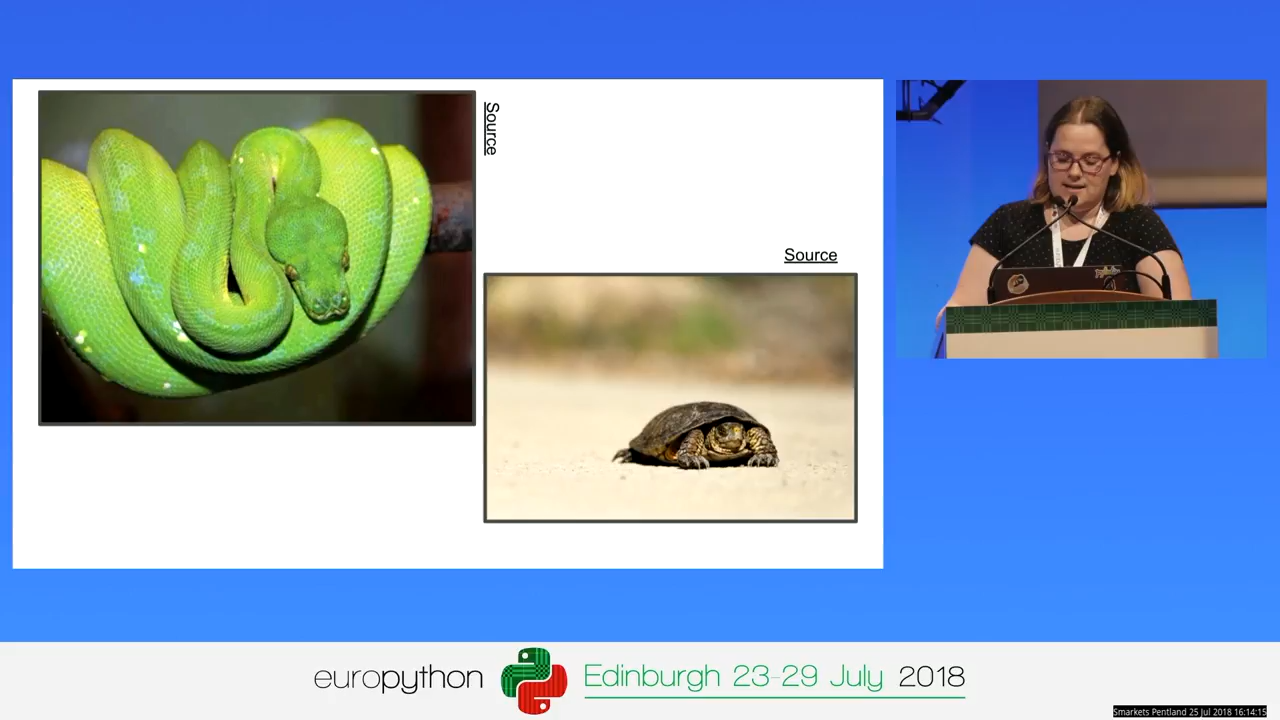 Source
Source
europython
Edinburgh 23-29 July 2018
Smarkets Pentland 25 Jul 2018 16:14:15